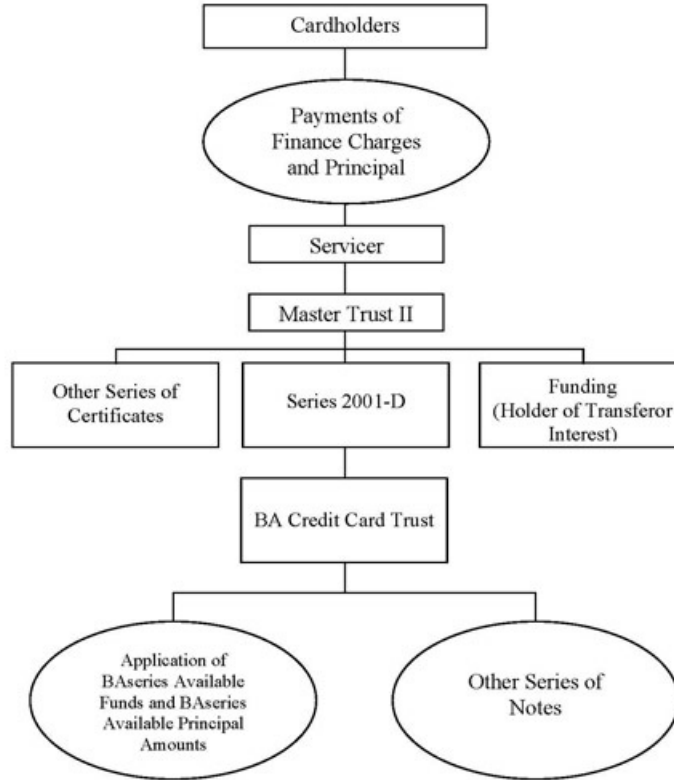 Cardholders
Payments of
Finance Charges
and Principal
Servicer
Master Trust II
Other Series of
Certificates
Series 2001-D
Funding
(Holder of Transferor
Interest)
BA Credit Card Trust
Application of
BAseries Available
Funds and BAseries
Available Principal
Amounts
Other Series of
Notes